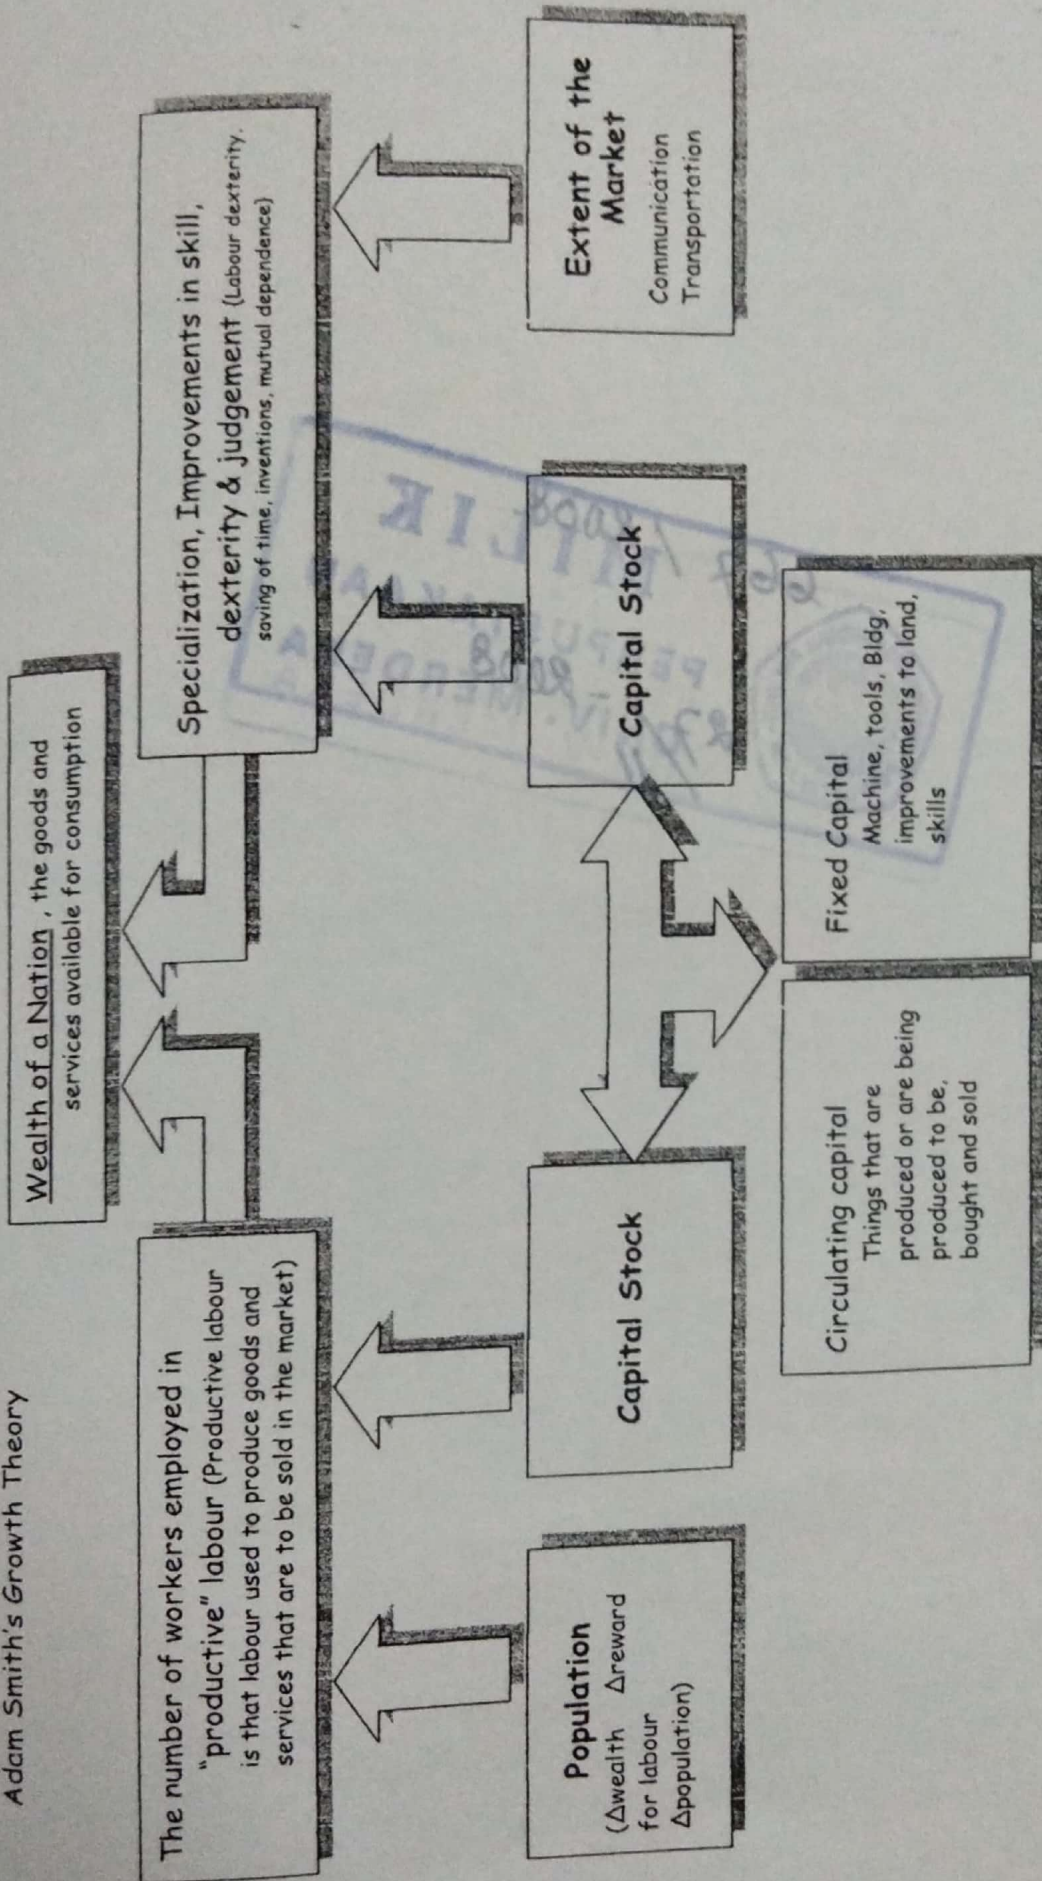 Adam Smith's Growth Theory
Wealth of a Nation, the goods and
services available for consumption
The number of workers employed in
"productive" labour (Productive labour
is that labour used to produce goods and
services that are to be sold in the market)
Specialization, Improvements in skill,
dexterity & judgement (Labour dexterity,
saving of time, inventions, mutual dependence)
Population
(Δwealth Δreward
for labour
Δpopulation)
Capital Stock
Capital Stock
Extent of the
Market
Communication
Transportation
Circulating capital
Things that are
produced or are being
produced to be,
bought and sold
Fixed Capital
Machine, tools, Bldg,
improvements to land,
skills